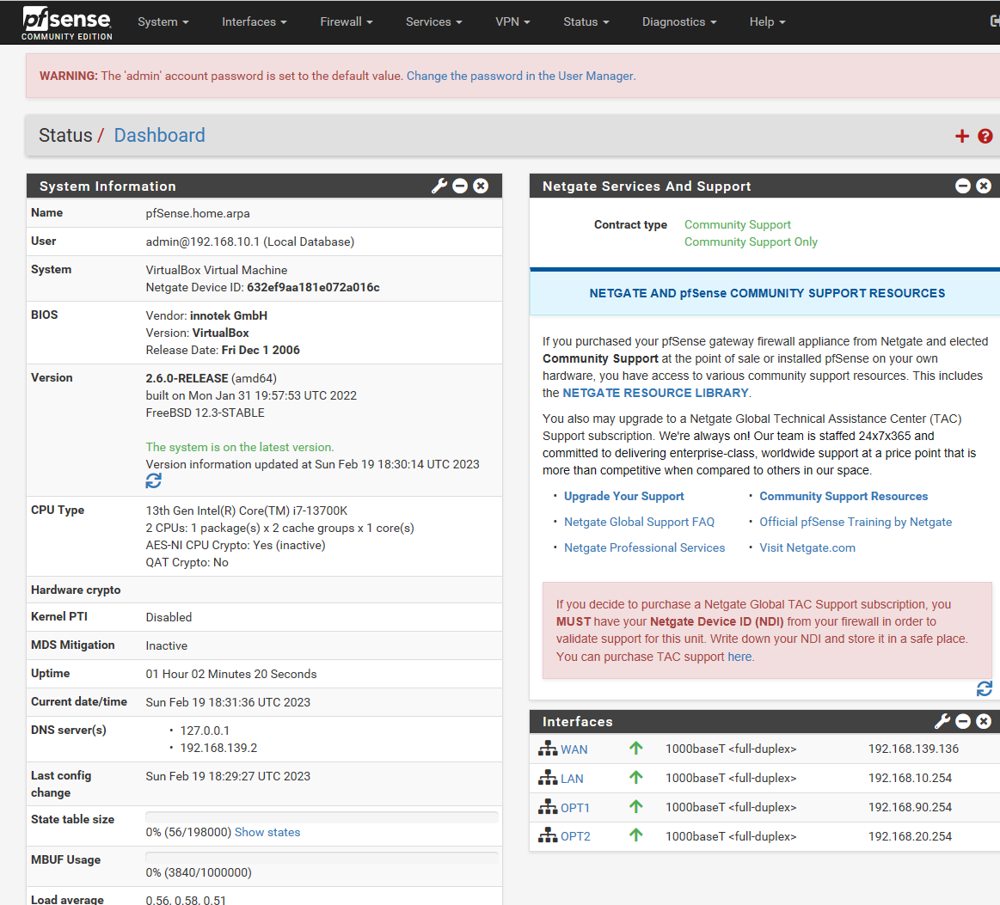 pfsense
COMMUNITY EDITION
System Interfaces Firewall Services VPN Status Diagnostics Help
WARNING: The 'admin' account password is set to the default value. Change the password in the User Manager.
Status / Dashboard
System Information
Name pfSense.home.arpa
User admin@192.168.10.1 (Local Database)
System VirtualBox Virtual Machine
Netgate Device ID: 632ef9aa181e072a016c
BIOS Vendor: innotek GmbH
Version: VirtualBox
Release Date: Fri Dec 1 2006
Version 2.6.0-RELEASE (amd64)
built on Mon Jan 31 19:57:53 UTC 2022
FreeBSD 12.3-STABLE
The system is on the latest version.
Version information updated at Sun Feb 19 18:30:14 UTC 2023
CPU Type 13th Gen Intel(R) Core(TM) i7-13700K
2 CPUs: 1 package(s) x 2 cache groups x 1 core(s)
AES-NI CPU Crypto: Yes (inactive)
QAT Crypto: No
Hardware crypto
Kernel PTI Disabled
MDS Mitigation Inactive
Uptime 01 Hour 02 Minutes 20 Seconds
Current date/time Sun Feb 19 18:31:36 UTC 2023
DNS server(s) • 127.0.0.1
• 192.168.139.2
Last config Sun Feb 19 18:29:27 UTC 2023
change
State table size
0% (56/198000) Show states
MBUF Usage
0% (3840/1000000)
Load average 0.56, 0.58, 0.51
Netgate Services And Support
Contract type Community Support
Community Support Only
NETGATE AND pfSense COMMUNITY SUPPORT RESOURCES
If you purchased your pfSense gateway firewall appliance from Netgate and elected
Community Support at the point of sale or installed pfSense on your own
hardware, you have access to various community support resources. This includes
the NETGATE RESOURCE LIBRARY.
You also may upgrade to a Netgate Global Technical Assistance Center (TAC)
Support subscription. We're always on! Our team is staffed 24x7x365 and
committed to delivering enterprise-class, worldwide support at a price point that is
more than competitive when compared to others in our space.
• Upgrade Your Support • Community Support Resources
• Netgate Global Support FAQ • Official pfSense Training by Netgate
• Netgate Professional Services • Visit Netgate.com
If you decide to purchase a Netgate Global TAC Support subscription, you
MUST have your Netgate Device ID (NDI) from your firewall in order to
validate support for this unit. Write down your NDI and store it in a safe place.
You can purchase TAC support here.
Interfaces
WAN 1000baseT <full-duplex> 192.168.139.136
LAN 1000baseT <full-duplex> 192.168.10.254
OPT1 1000baseT <full-duplex> 192.168.90.254
OPT2 1000baseT <full-duplex> 192.168.20.254